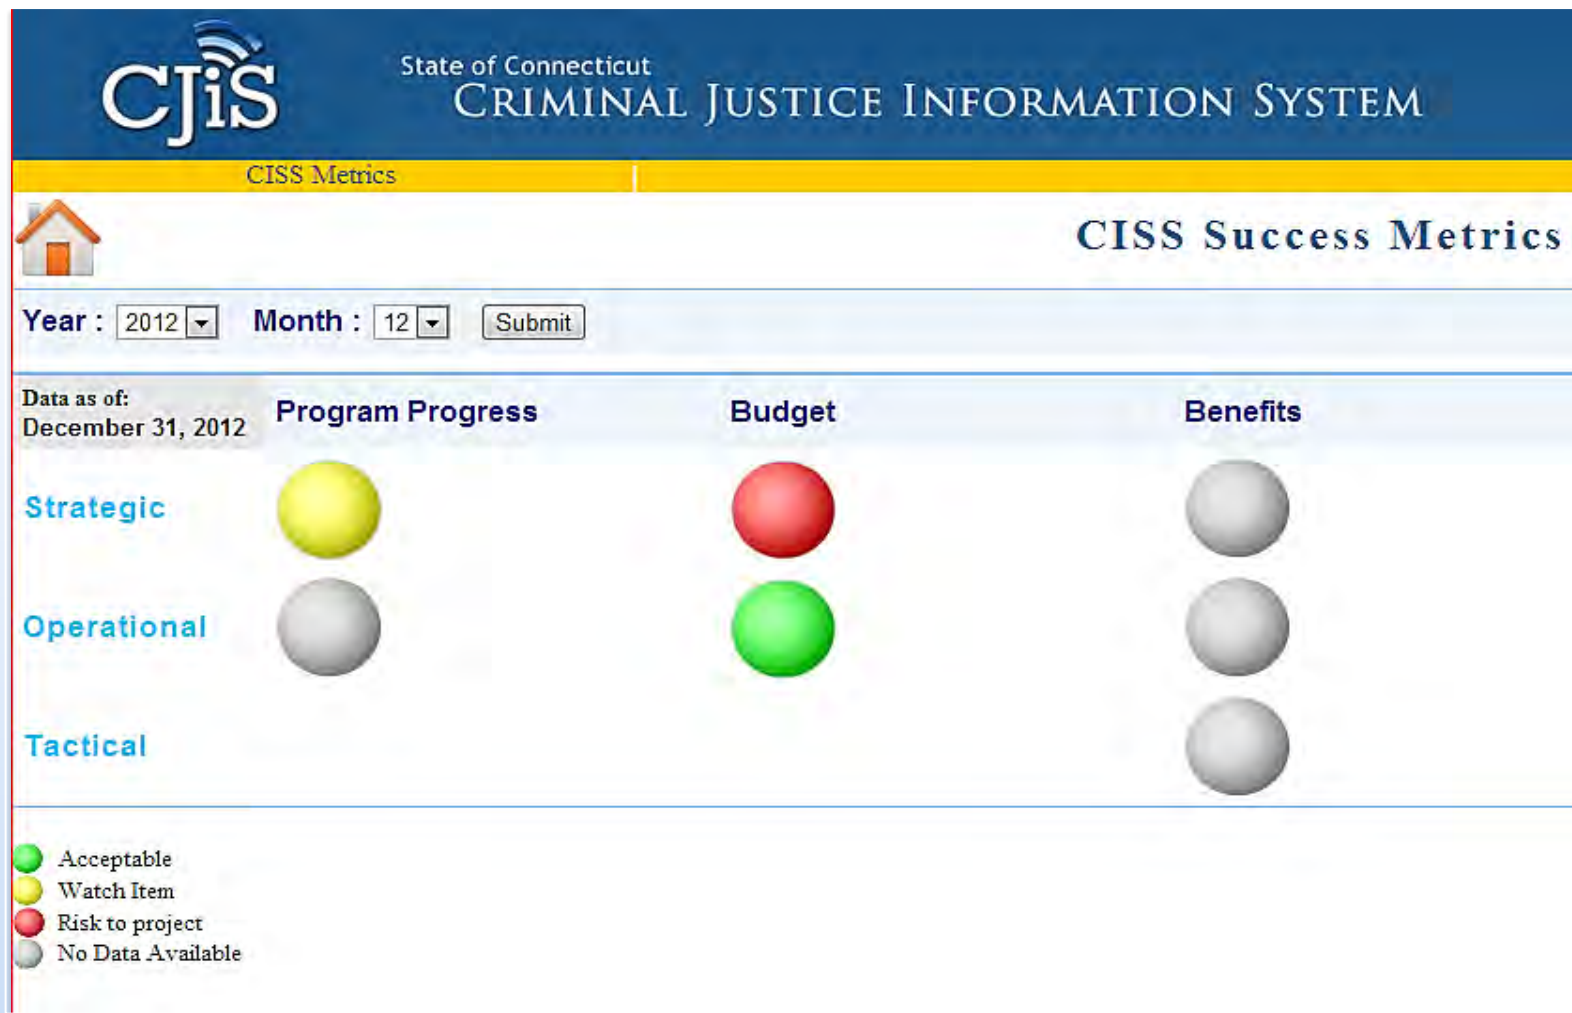 CJiS
State of Connecticut
CRIMINAL JUSTICE INFORMATION SYSTEM
CISS Metrics
CISS Success Metrics
Year : 2012 Month : 12 Submit
Data as of:
December 31, 2012
Program Progress Budget Benefits
Strategic
Operational
Tactical
Acceptable
Watch Item
Risk to project
No Data Available